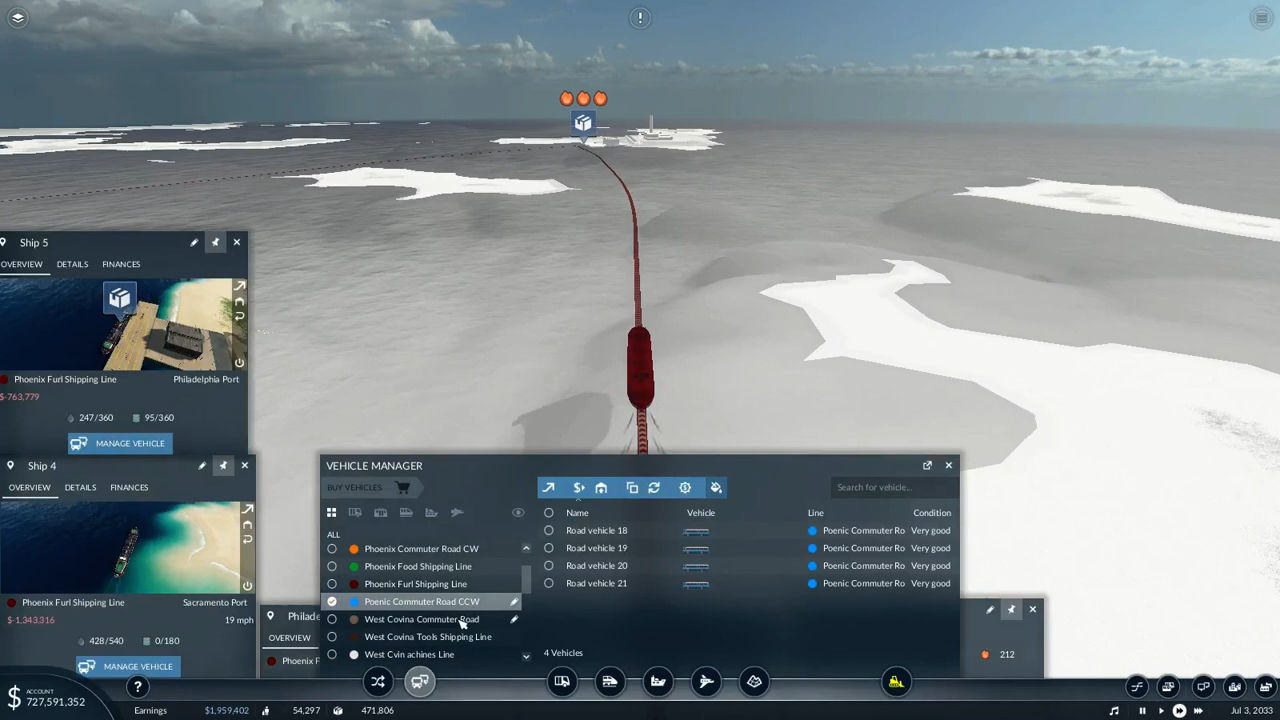 Ship 5
OVERVIEW DETAILS FINANCES
Phoenix Furl Shipping Line Philadelphia Port
$-763,779
247/360 95/360
MANAGE VEHICLE
Ship 4
OVERVIEW DETAILS FINANCES
Phoenix Furl Shipping Line Sacramento Port
$-1,343,316 19 mph
428/540 0/180
MANAGE VEHICLE
Philade
OVERVIEW
Phoenix F
212
VEHICLE MANAGER
BUY VEHICLES
Search for vehicle...
ALL
Phoenix Commuter Road CW
Phoenix Food Shipping Line
Phoenix Furl Shipping Line
Poenic Commuter Road CCW
West Covina Commuter Road
West Covina Tools Shipping Line
West Cvin achines Line
Name Vehicle Line Condition
Road vehicle 18 Poenic Commuter Ro Very good
Road vehicle 19 Poenic Commuter Ro Very good
Road vehicle 20 Poenic Commuter Ro Very good
Road vehicle 21 Poenic Commuter Ro Very good
4 Vehicles
$ ACCOUNT
727,591,352
?
Earnings $1,959,402 54,297 471,806 Jul 3, 2033